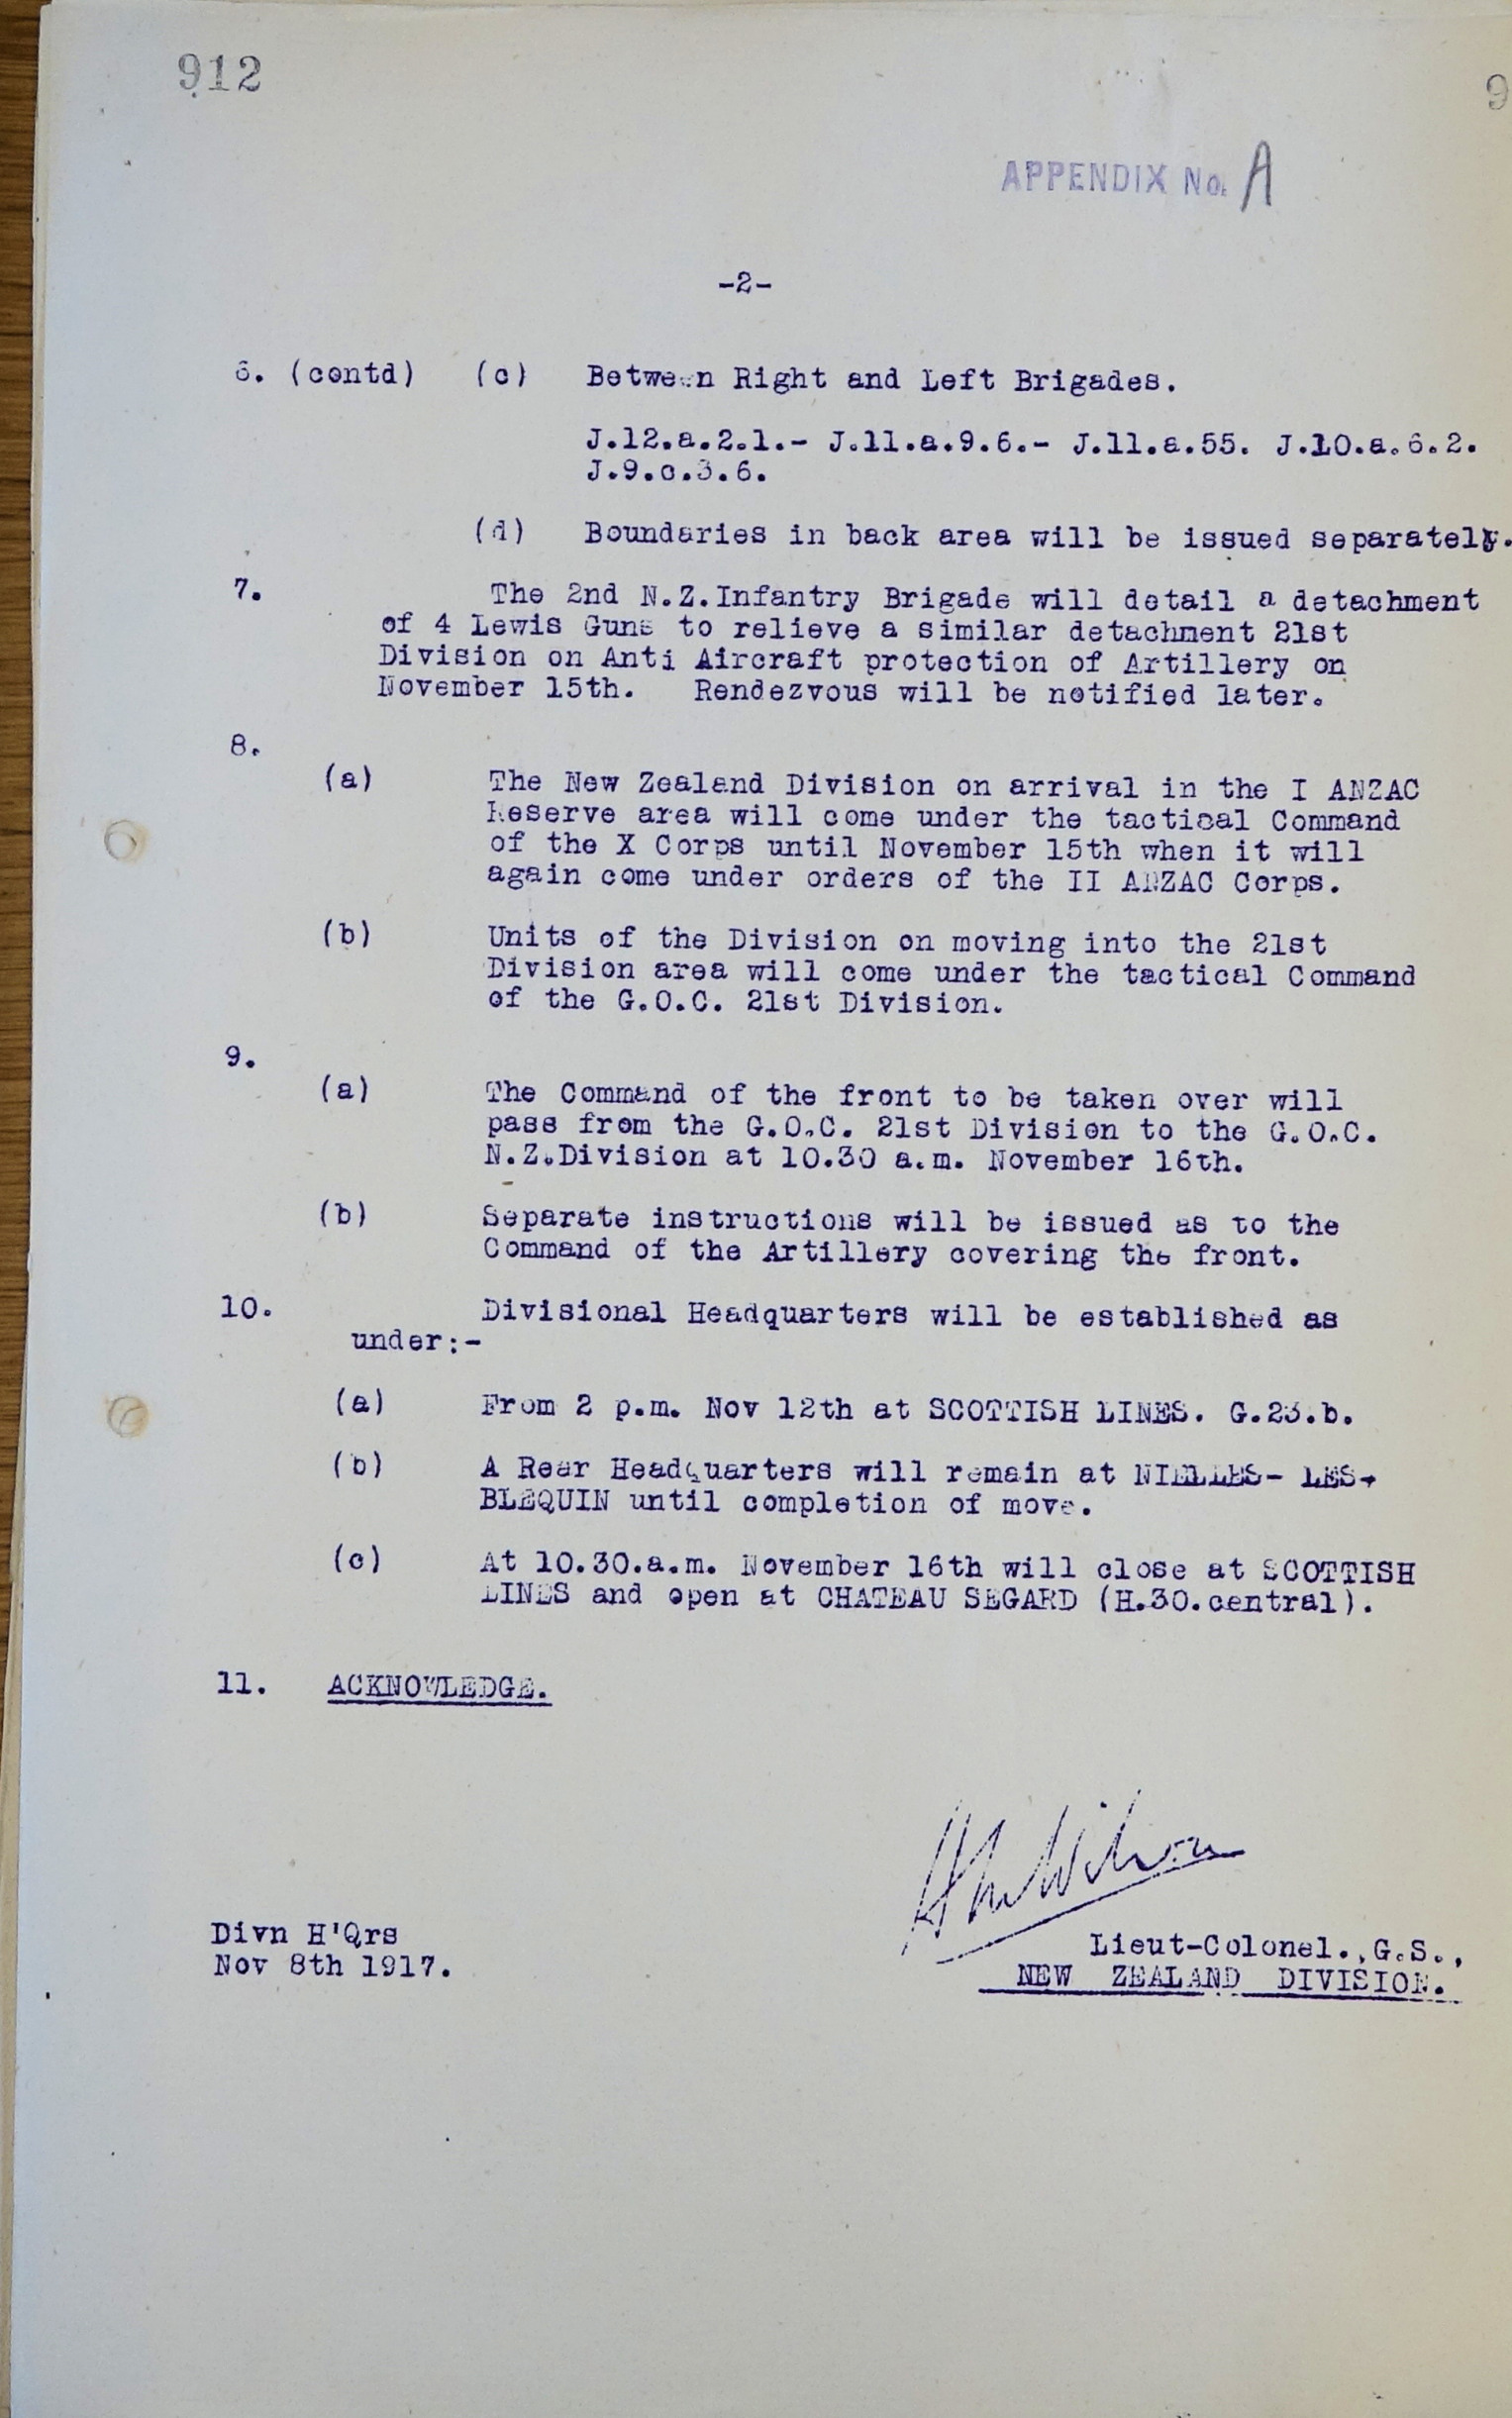 912
9
APPENDIX No. A
-2-
6. (contd) (c) Between Right and Left Brigades.
J.12.a.2.1.- J.11.a.9.6.- J.11.a.55. J.10.a.6.2.
J.9.c.3.6.
(d) Boundaries in back area will be issued separately.
7. The 2nd N.Z.Infantry Brigade will detail a detachment
of 4 Lewis Guns to relieve a similar detachment 21st
Division on Anti Aircraft protection of Artillery on
November 15th. Rendezvous will be notified later.
8.
(a) The New Zealand Division on arrival in the I ANZAC
Reserve area will come under the tactical Command
of the X Corps until November 15th when it will
again come under orders of the II ANZAC Corps.
(b) Units of the Division on moving into the 21st
Division area will come under the tactical Command
of the G.O.C. 21st Division.
9.
(a) The Command of the front to be taken over will
pass from the G.O.C. 21st Division to the G.O.C.
N.Z.Division at 10.30 a.m. November 16th.
(b) Separate instructions will be issued as to the
Command of the Artillery covering the front.
10. Divisional Headquarters will be established as
under:-
(a) From 2 p.m. Nov 12th at SCOTTISH LINES. G.23.b.
(b) A Rear Headquarters will remain at NIELLES- LES-
BLEQUIN until completion of move.
(c) At 10.30.a.m. November 16th will close at SCOTTISH
LINES and open at CHATEAU SEGARD (H.30.central).
11. ACKNOWLEDGE.
Wilson
Divn H'Qrs
Nov 8th 1917.
Lieut-Colonel., G.S.,
NEW ZEALAND DIVISION.